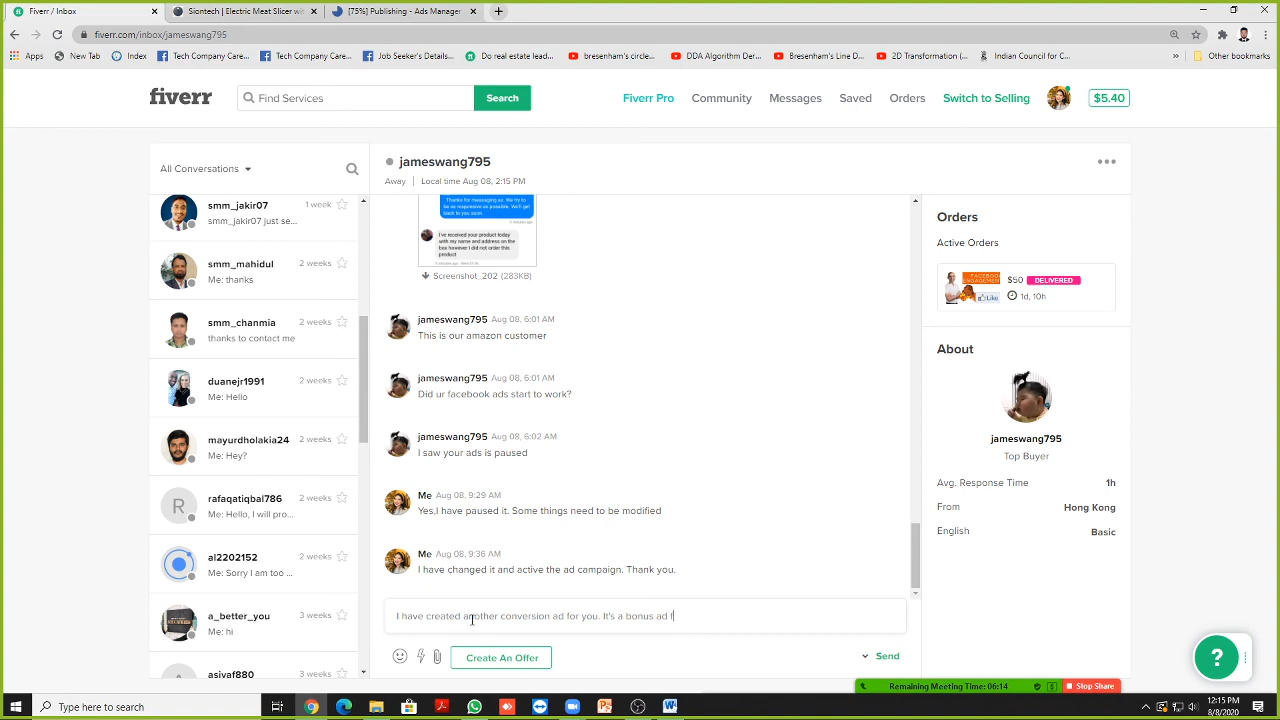 Fiverr / Inbox
Siontech | Meet Senior with
[75%] Publishing - Ads Manager
fiverr.com/inbox/jameswang795
Apps
Grow Vally
Index
Tech Company Caree...
Tech Company Caree...
Job Seeker's Details...
Road to grow
bresenham's circle...
DDA Algorithm Der...
Bresenham's Line D...
2D Transformation (...
Indian Council for C...
Other bookmarks
fiverr
Find Services
Search
Fiverr Pro
Community
Messages
Saved
Orders
Switch to Selling
$5.40
All Conversations
jameswang795
Away | Local time Aug 08, 2:15 PM
smm_jakir07
1 week
smm_jakir07 Just se...
smm_mahidul
2 weeks
Me: thanks
smm_chanmia
2 weeks
thanks to contact me
duanejr1991
2 weeks
Me: Hello
mayurdholakia24
2 weeks
Me: Hey?
rafaqatiqbal786
2 weeks
R
Me: Hello, I will pro...
al2202152
2 weeks
Me: Sorry I am too ...
a_better_you
3 weeks
Me: hi
asivaf880
3 weeks
Thanks for messaging us. We try to
be as responsive as possible. We'll get
back to you soon.
I've received your product today
with my name and address on the
box however I did not order this
product
Screenshot_202 (283KB)
jameswang795 Aug 08, 6:01 AM
This is our amazon customer
jameswang795 Aug 08, 6:01 AM
Did ur facebook ads start to work?
jameswang795 Aug 08, 6:02 AM
I saw your ads is paused
Me Aug 08, 9:29 AM
Yes,I have paused it. Some things need to be modified
Me Aug 08, 9:36 AM
I have changed it and active the ad campaign. Thank you.
I have created another conversion ad for you. It's a bonus ad f
Create An Offer
Send
Orders
Active Orders
FACEBOOK
ENGAGEMENT
Like
$50 DELIVERED
1d, 10h
About
jameswang795
Top Buyer
Avg. Response Time
1h
From
Hong Kong
English
Basic
?
Remaining Meeting Time: 06:14
Stop Share
Type here to search
12:15 PM
8/8/2020